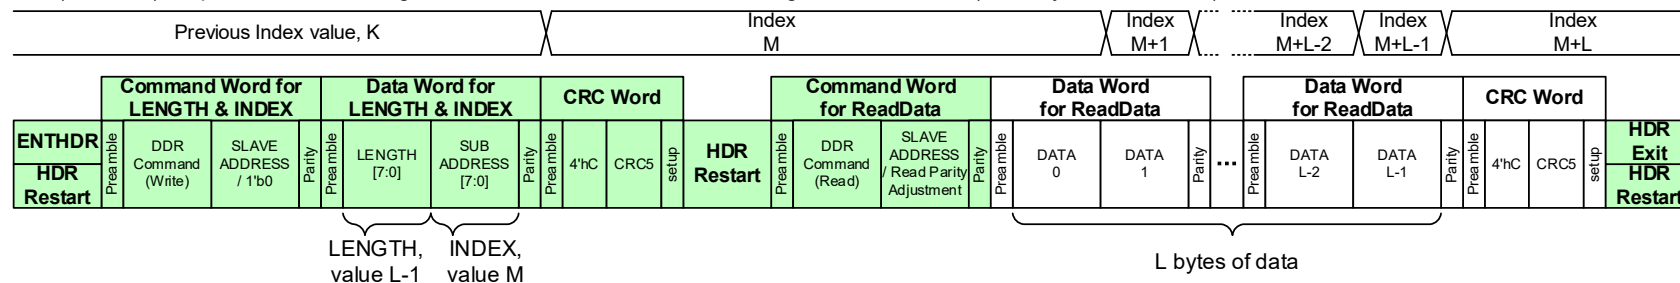 Previous Index value, K
Index
M
Index
M+1
Index
M+L-2
Index
M+L-1
Index
M+L
Command Word for
LENGTH & INDEX
Data Word for
LENGTH & INDEX
CRC Word
Command Word
for ReadData
Data Word
for ReadData
Data Word
for ReadData
CRC Word
ENTHDR
HDR
Restart
Preamble
DDR
Command
(Write)
SLAVE
ADDRESS
/ 1'b0
Parity
Preamble
LENGTH
[7:0]
SUB
ADDRESS
[7:0]
Parity
Preamble
4'hC
CRC5
setup
HDR
Restart
Preamble
DDR
Command
(Read)
SLAVE
ADDRESS
/ Read Parity
Adjustment
Parity
Preamble
DATA
0
DATA
1
Parity
...
Preamble
DATA
L-2
DATA
L-1
Parity
Preamble
4'hC
CRC5
setup
HDR
Exit
HDR
Restart
LENGTH,
value L-1
INDEX,
value M
L bytes of data